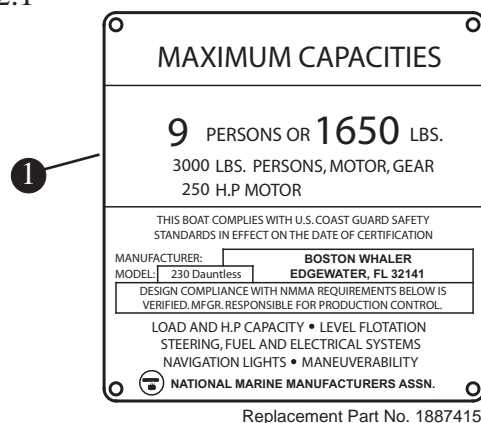 MAXIMUM CAPACITIES
9 PERSONS OR 1650 LBS.
3000 LBS. PERSONS, MOTOR, GEAR
250 H.P MOTOR
1
THIS BOAT COMPLIES WITH U.S. COAST GUARD SAFETY
STANDARDS IN EFFECT ON THE DATE OF CERTIFICATION
MANUFACTURER: BOSTON WHALER
MODEL: 230 Dauntless EDGEWATER, FL 32141
DESIGN COMPLIANCE WITH NMMA REQUIREMENTS BELOW IS
VERIFIED. MFGR. RESPONSIBLE FOR PRODUCTION CONTROL.
LOAD AND H.P CAPACITY • LEVEL FLOTATION
STEERING, FUEL AND ELECTRICAL SYSTEMS
NAVIGATION LIGHTS • MANEUVERABILITY
NATIONAL MARINE MANUFACTURERS ASSN.
Replacement Part No. 1887415